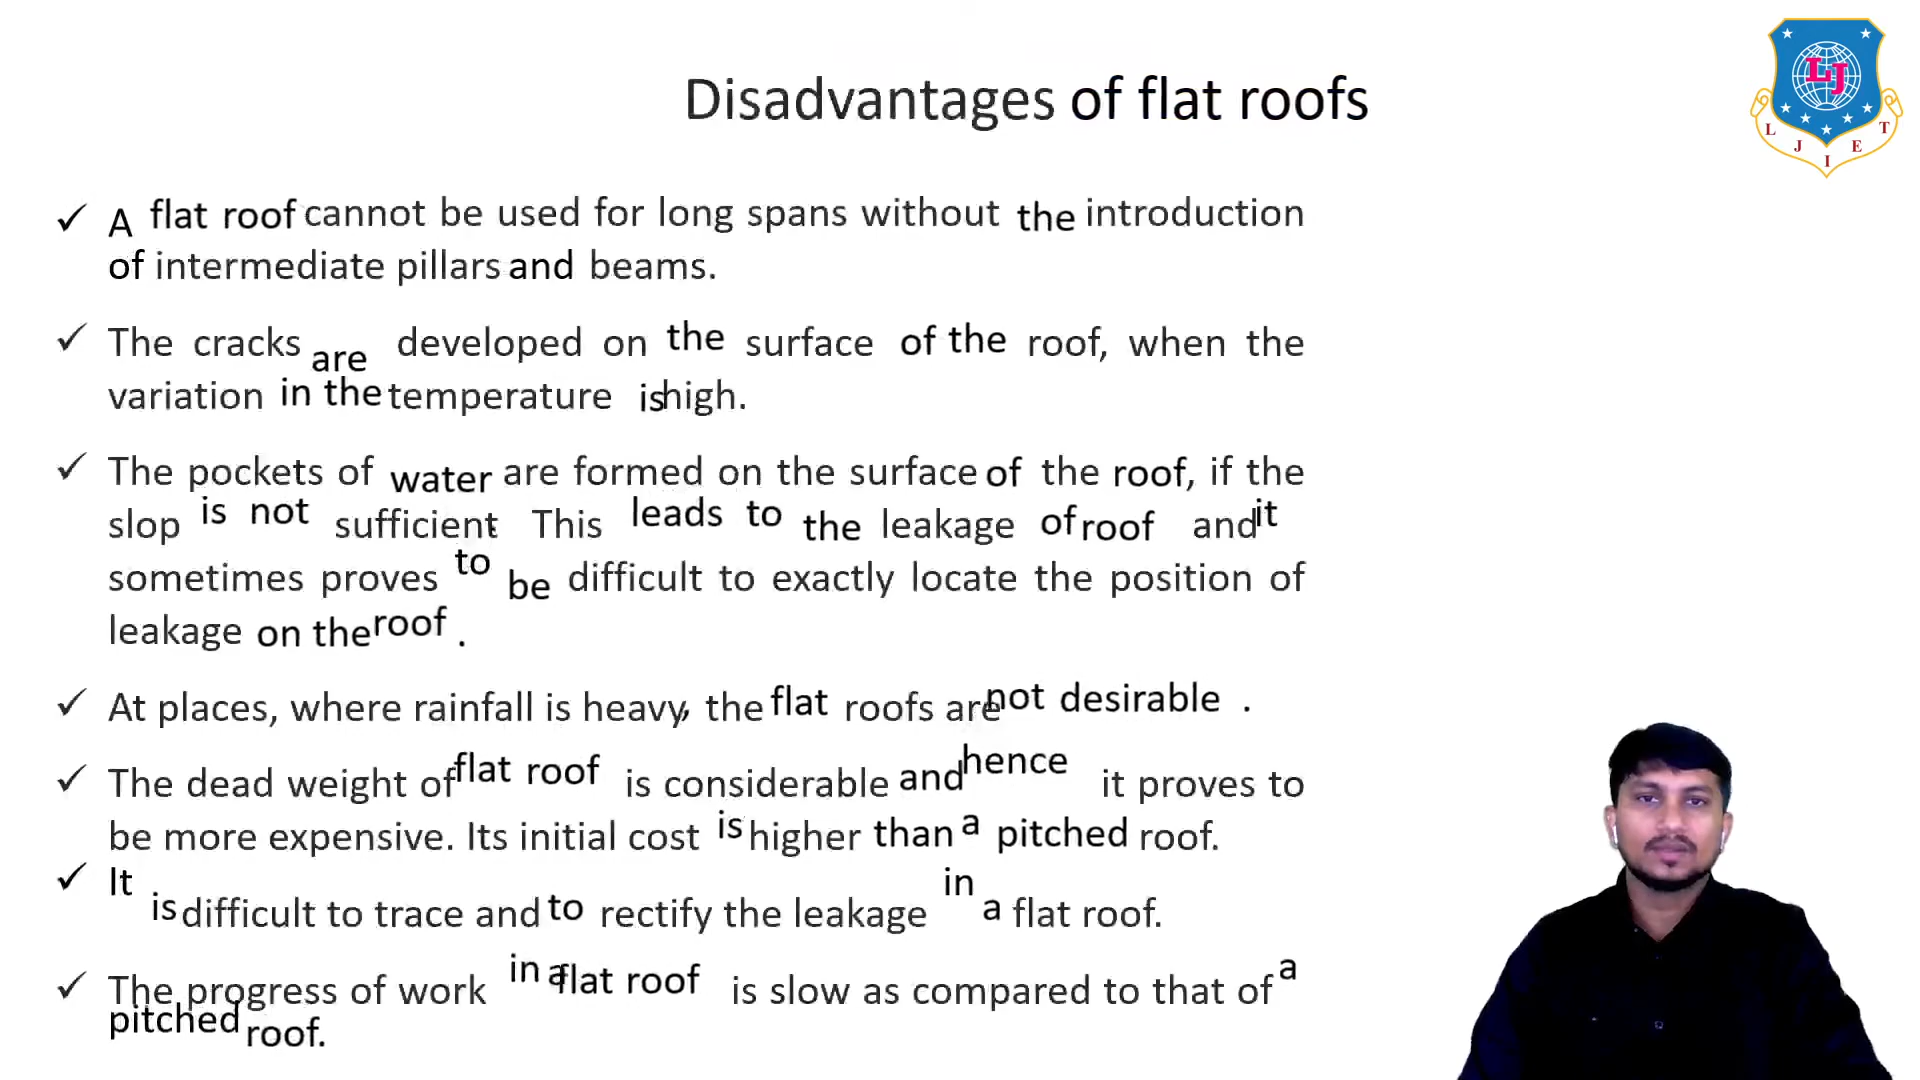 Disadvantages of flat roofs
LJ
L J I E T
✓ A flat roof cannot be used for long spans without the introduction
of intermediate pillars and beams.
✓ The cracks are developed on the surface of the roof, when the
variation in the temperature is high.
✓ The pockets of water are formed on the surface of the roof, if the
slop is not sufficient. This leads to the leakage of roof and it
sometimes proves to be difficult to exactly locate the position of
leakage on the roof .
✓ At places, where rainfall is heavy, the flat roofs are not desirable .
✓ The dead weight of flat roof is considerable and hence it proves to
be more expensive. Its initial cost is higher than a pitched roof.
✓ It is difficult to trace and to rectify the leakage in a flat roof.
✓ The progress of work in a flat roof is slow as compared to that of a
pitched roof.